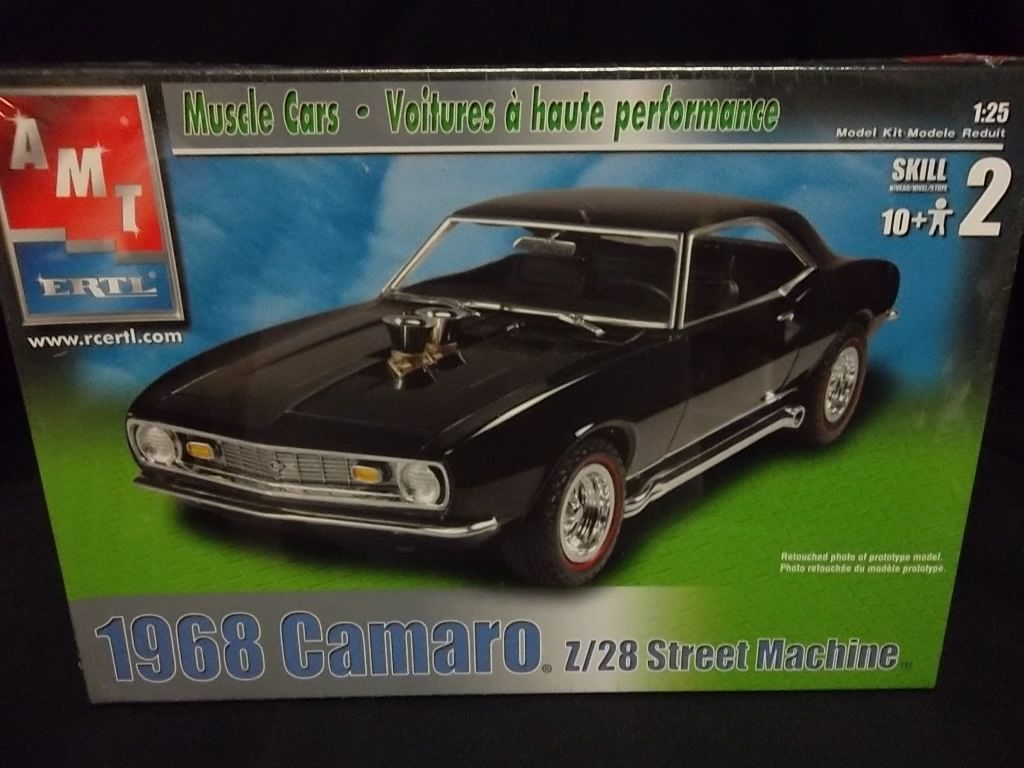 AMT
ERTL®
www.rcertl.com
Muscle Cars - Voitures à haute performance
1:25
Model Kit·Modele Reduit
SKILL 2
10+
Retouched photo of prototype model.
Photo retouchée du modèle prototype.
1968 Camaro® Z/28 Street Machine™